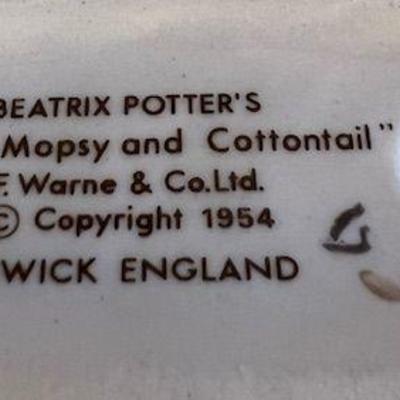 BEATRIX POTTER'S
Mopsy and Cottontail"
F. Warne & Co.Ltd.
© Copyright 1954
WICK ENGLAND